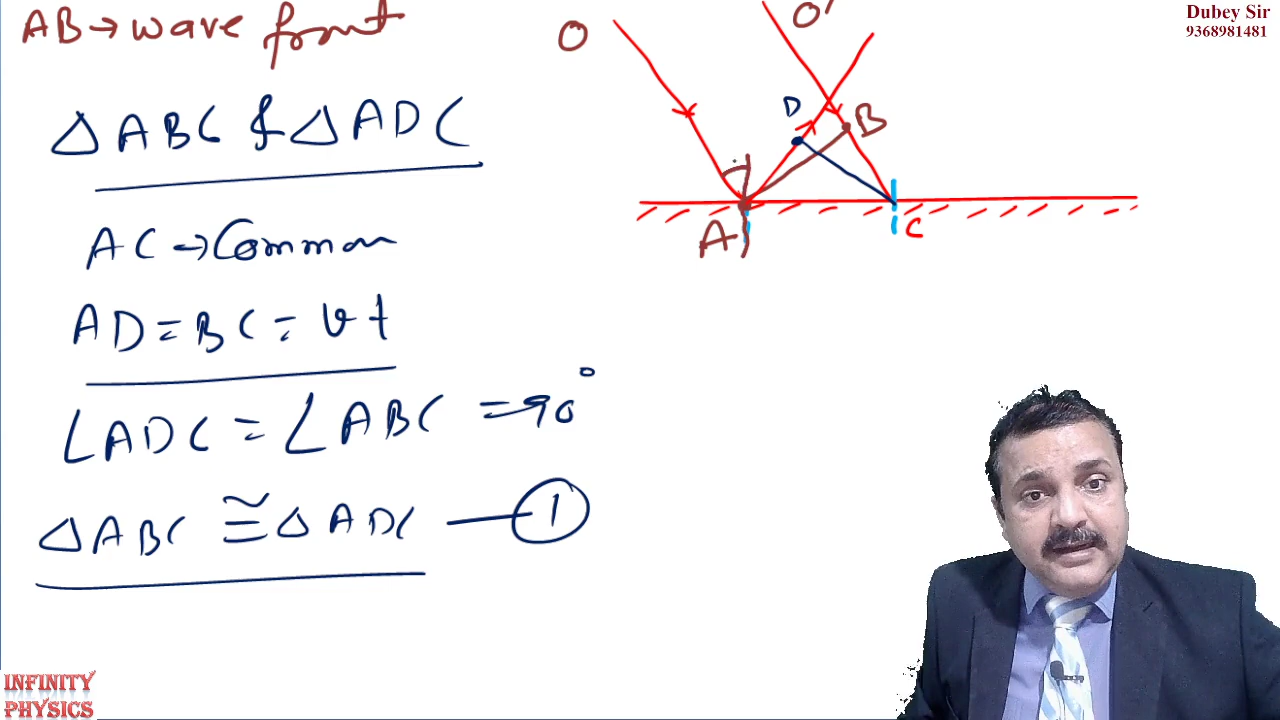 AB→wave front
△ABC & △ADC
AC→Common
AD=BC=vt
∠ADC=∠ABC=90°
△ABC ≅ △ADC — 1
O
O'
D
B
A
C
Dubey Sir
9368981481
INFINITY
PHYSICS